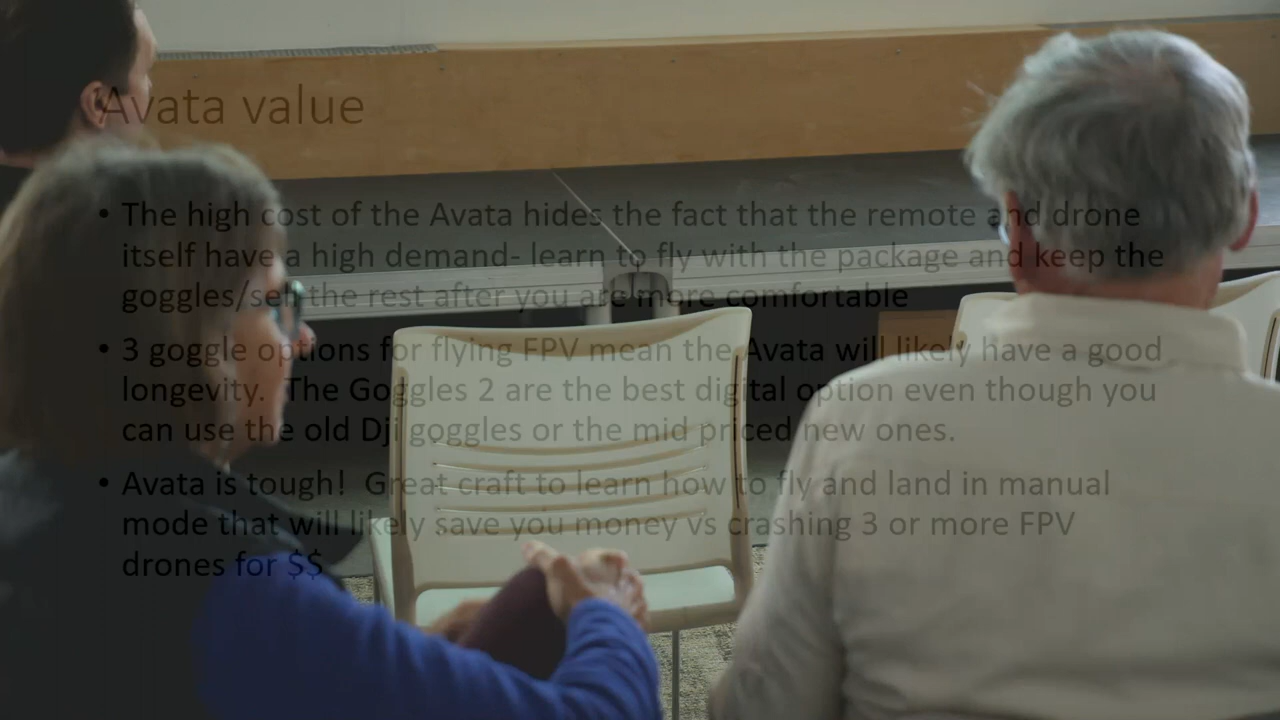 Avata value
• The high cost of the Avata hides the fact that the remote and drone
itself have a high demand- learn to fly with the package and keep the
goggles/sell the rest after you are more comfortable
• 3 goggle options for flying FPV mean the Avata will likely have a good
longevity.  The Goggles 2 are the best digital option even though you
can use the old Dji goggles or the mid priced new ones.
• Avata is tough!  Great craft to learn how to fly and land in manual
mode that will likely save you money vs crashing 3 or more FPV
drones for $$